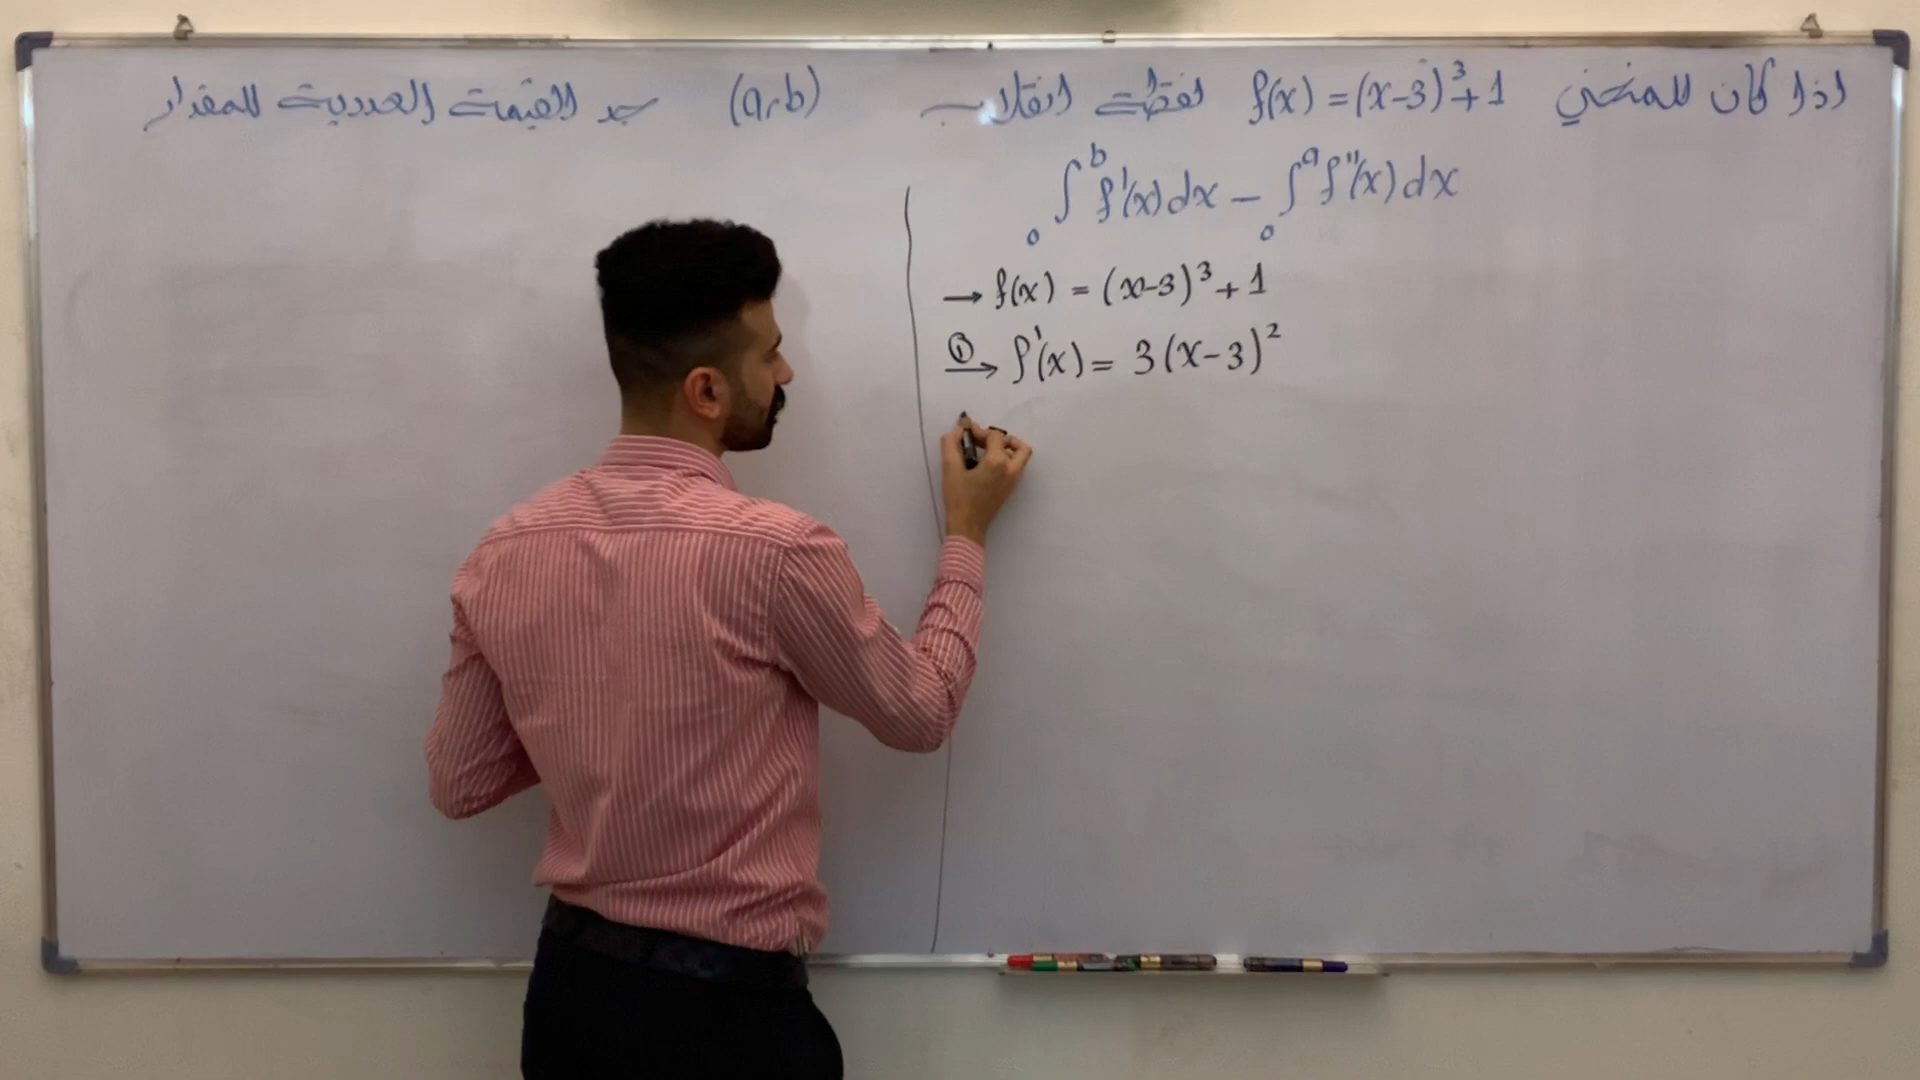 اذا كان للمنحني f(x) = (x-3)³+1 نقطة انقلاب (a,b) جد القيمة العددية للمقدار
∫₀ᵇ f'(x) dx - ∫₀ᵃ f''(x) dx
→ f(x) = (x-3)³ + 1
① → f'(x) = 3(x-3)²